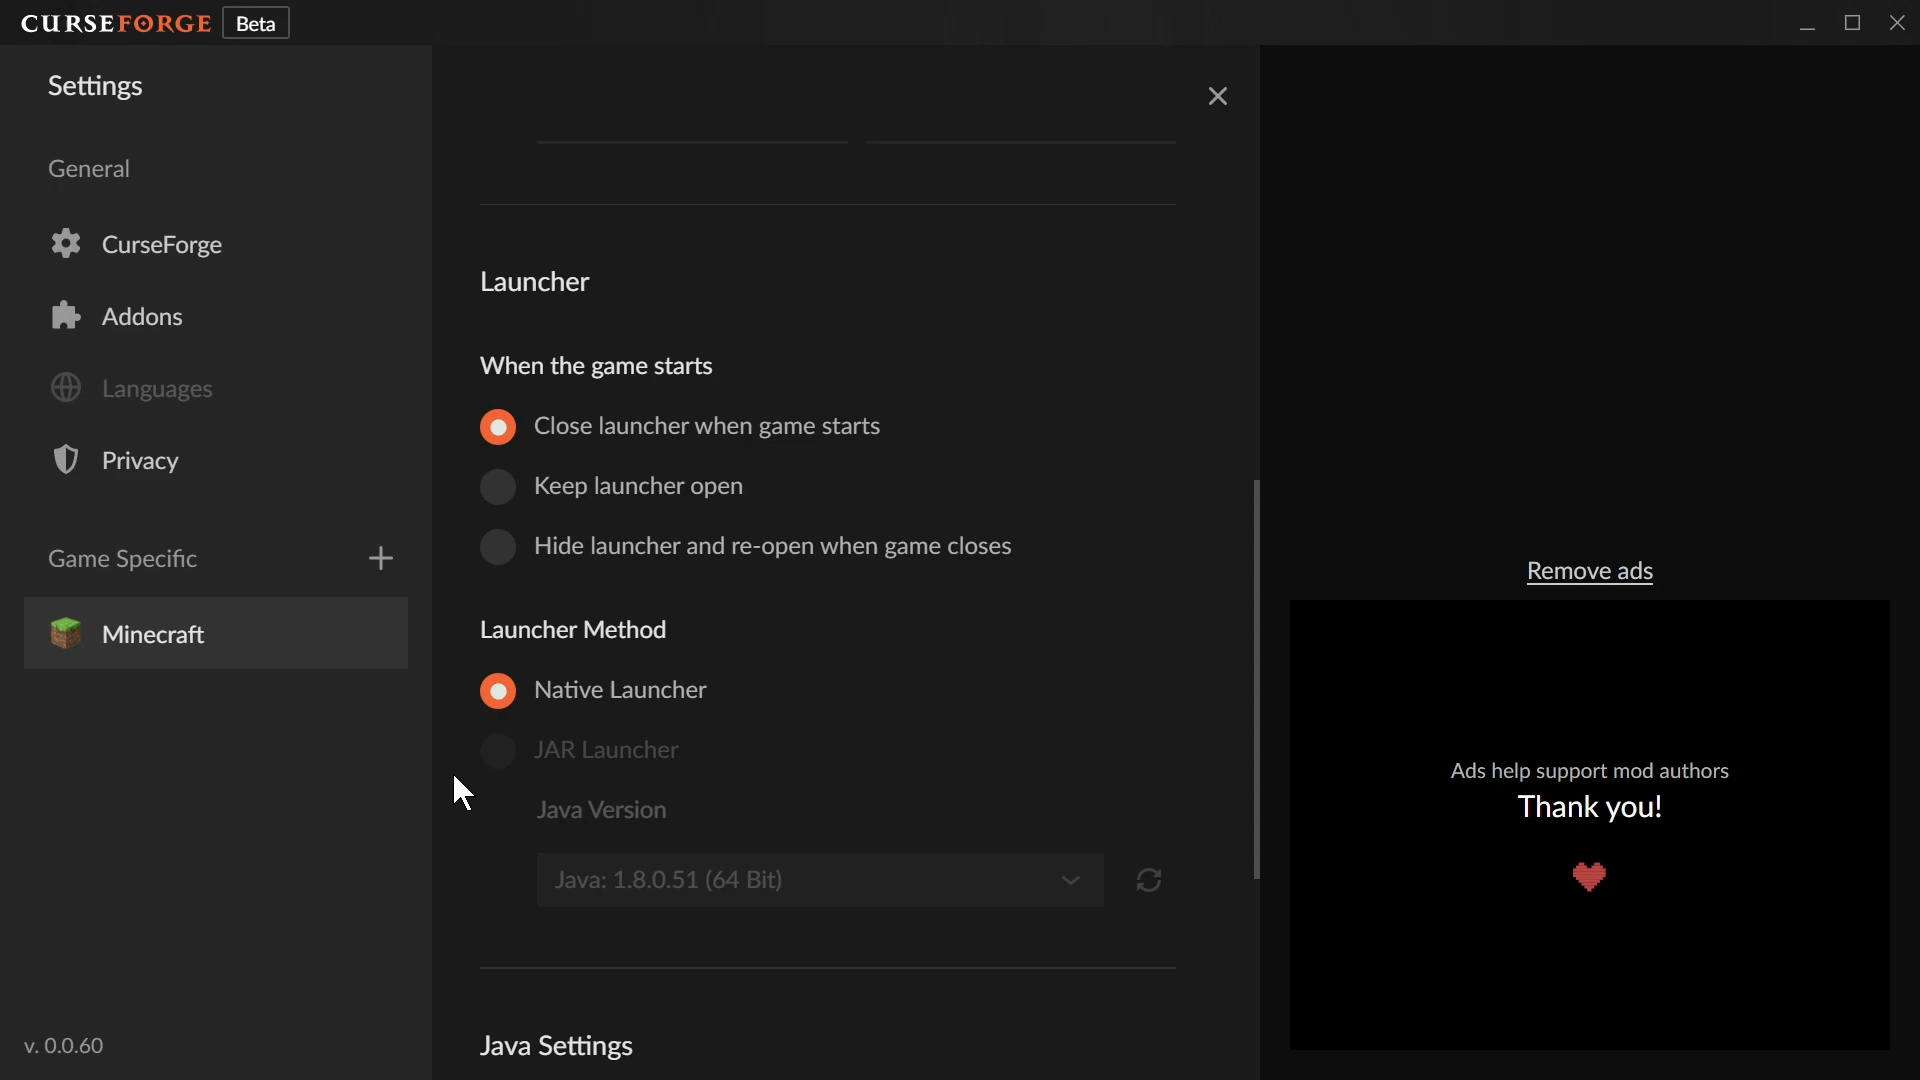 CURSEFORGE Beta
Settings
General
CurseForge
Addons
Languages
Privacy
Game Specific
Minecraft
v. 0.0.60
Launcher
When the game starts
Close launcher when game starts
Keep launcher open
Hide launcher and re-open when game closes
Launcher Method
Native Launcher
JAR Launcher
Java Version
Java: 1.8.0.51 (64 Bit)
Java Settings
Remove ads
Ads help support mod authors
Thank you!